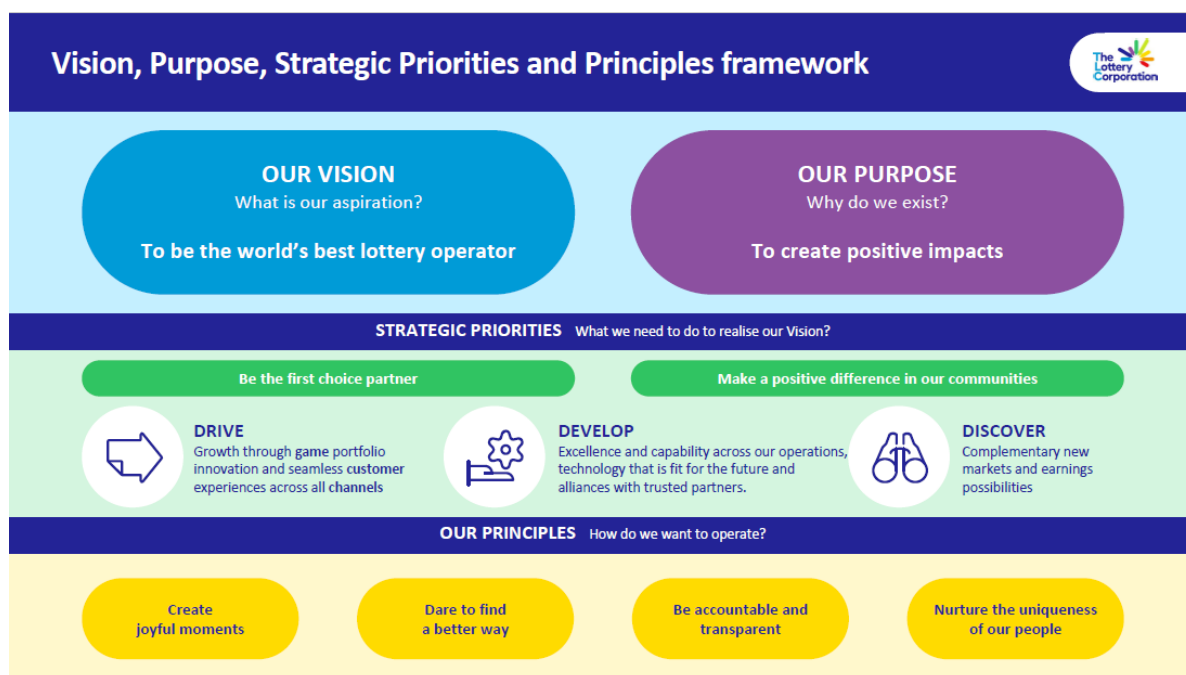 Vision, Purpose, Strategic Priorities and Principles framework
The
Lottery
Corporation
OUR VISION
What is our aspiration?
To be the world’s best lottery operator
OUR PURPOSE
Why do we exist?
To create positive impacts
STRATEGIC PRIORITIES What we need to do to realise our Vision?
Be the first choice partner
Make a positive difference in our communities
DRIVE
Growth through game portfolio
innovation and seamless customer
experiences across all channels
DEVELOP
Excellence and capability across our operations,
technology that is fit for the future and
alliances with trusted partners.
DISCOVER
Complementary new
markets and earnings
possibilities
OUR PRINCIPLES How do we want to operate?
Create
joyful moments
Dare to find
a better way
Be accountable and
transparent
Nurture the uniqueness
of our people